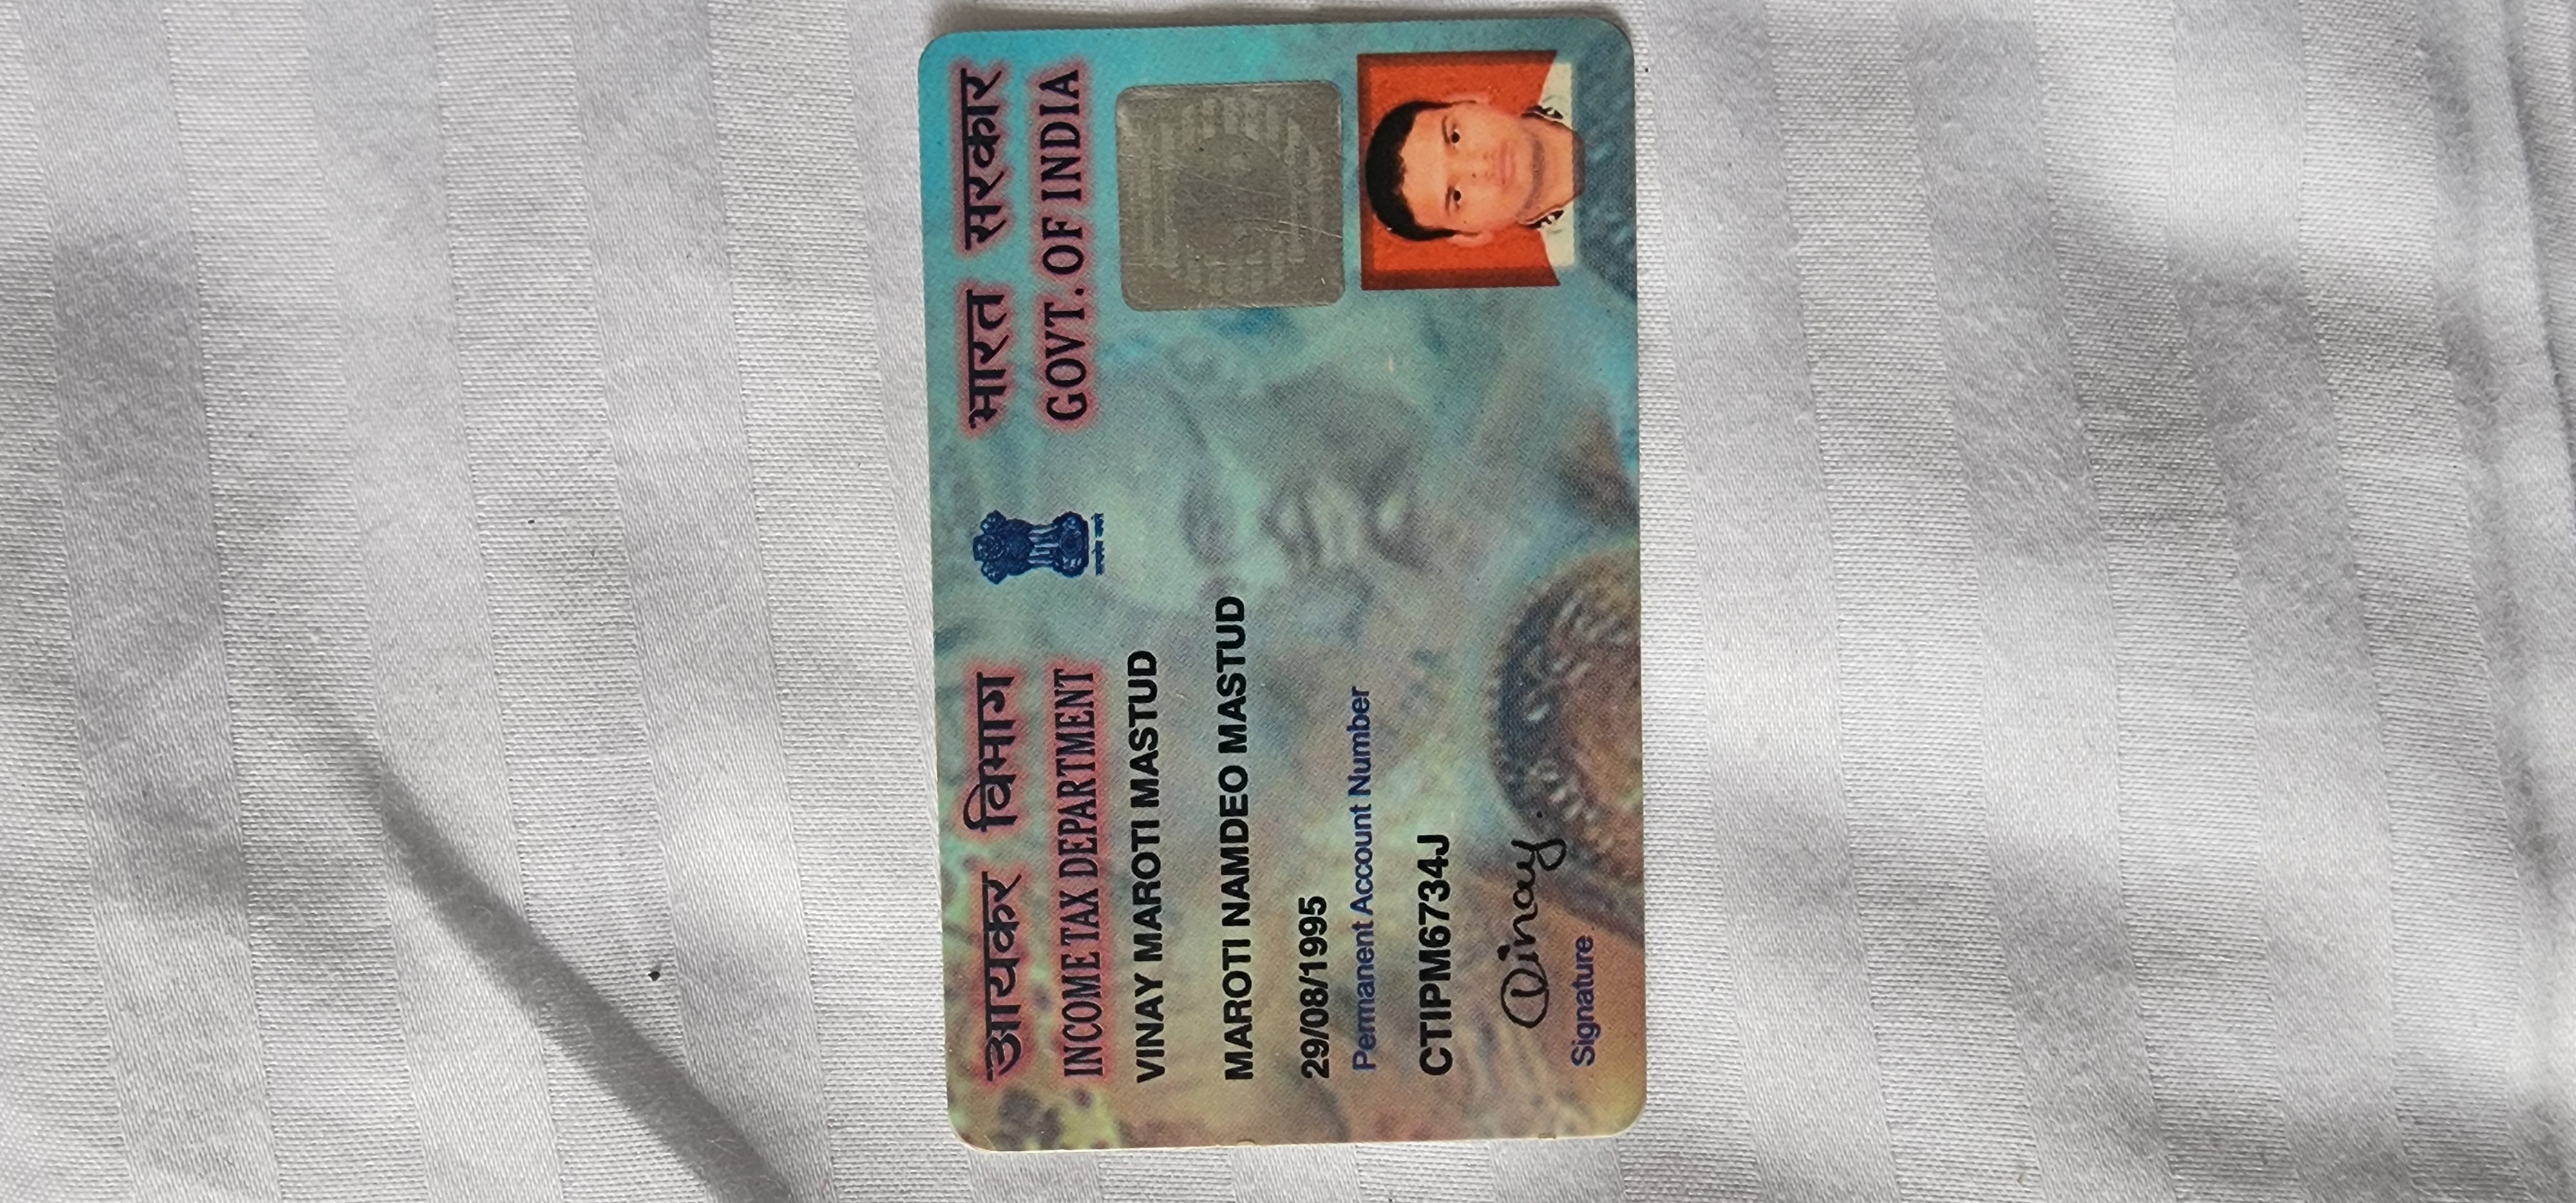 आयकर विभाग
INCOME TAX DEPARTMENT
सत्यमेव जयते
भारत सरकार
GOVT. OF INDIA
VINAY MAROTI MASTUD
MAROTI NAMDEO MASTUD
29/08/1995
Permanent Account Number
CTIPM6734J
Vinay.
Signature